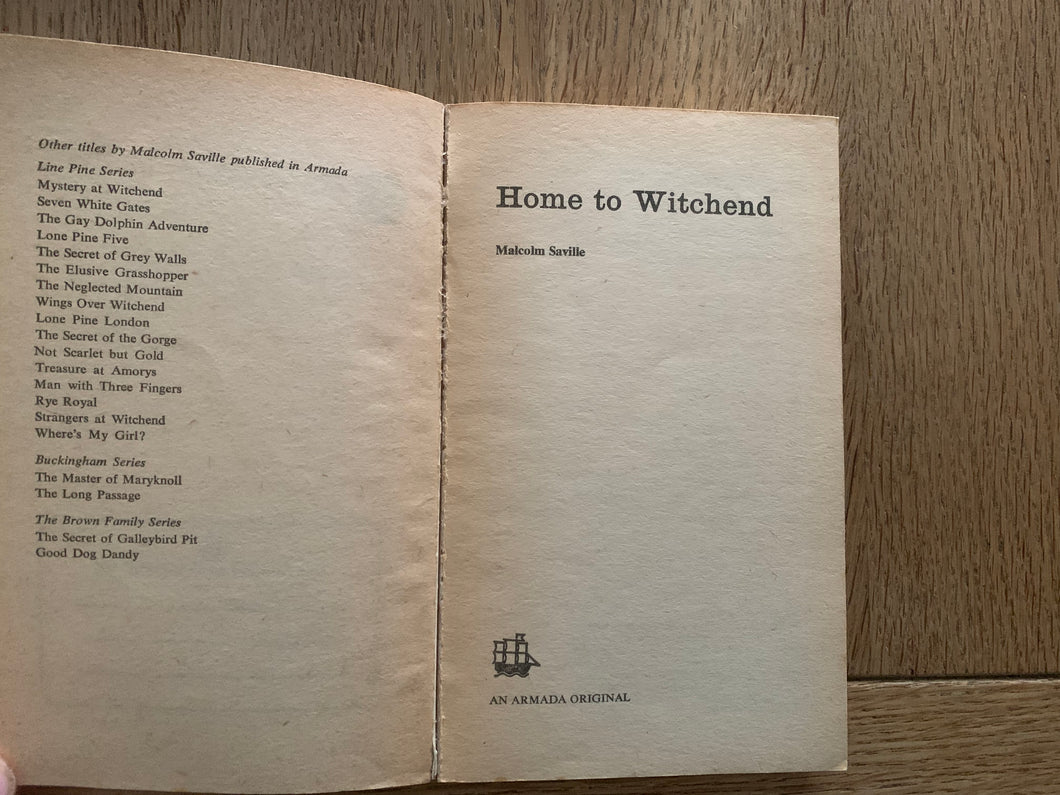 Other titles by Malcolm Saville published in Armada
Line Pine Series
Mystery at Witchend
Seven White Gates
The Gay Dolphin Adventure
Lone Pine Five
The Secret of Grey Walls
The Elusive Grasshopper
The Neglected Mountain
Wings Over Witchend
Lone Pine London
The Secret of the Gorge
Not Scarlet but Gold
Treasure at Amorys
Man with Three Fingers
Rye Royal
Strangers at Witchend
Where's My Girl?
Buckingham Series
The Master of Maryknoll
The Long Passage
The Brown Family Series
The Secret of Galleybird Pit
Good Dog Dandy
Home to Witchend
Malcolm Saville
AN ARMADA ORIGINAL